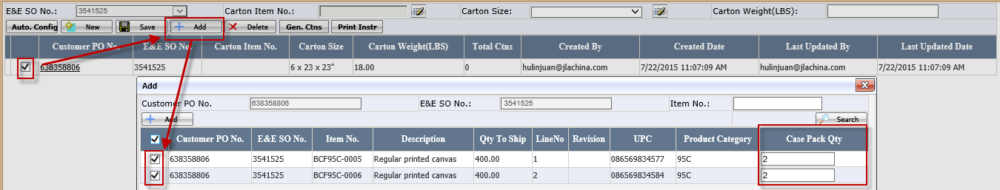 E&E SO No.: 3541525 Carton Item No.: Carton Size: Carton Weight(LBS):
Auto. Config New Save Add Delete Gen. Ctns Print Instr
Customer PO No. E&E SO No. Carton Item No. Carton Size Carton Weight(LBS) Total Ctns Created By Created Date Last Updated By Last Updated Date
638358806 3541525 6 x 23 x 23" 18.00 0 hulinjuan@jlachina.com 7/22/2015 11:07:09 AM hulinjuan@jlachina.com 7/22/2015 11:07:09 AM
Add
Customer PO No. 638358806 E&E SO No.: 3541525 Item No.:
Add Search
Customer PO No. E&E SO No. Item No. Description Qty To Ship LineNo Revision UPC Product Category Case Pack Qty
638358806 3541525 BCF95C-0005 Regular printed canvas 400.00 1 086569834577 95C 2
638358806 3541525 BCF95C-0006 Regular printed canvas 400.00 2 086569834584 95C 2